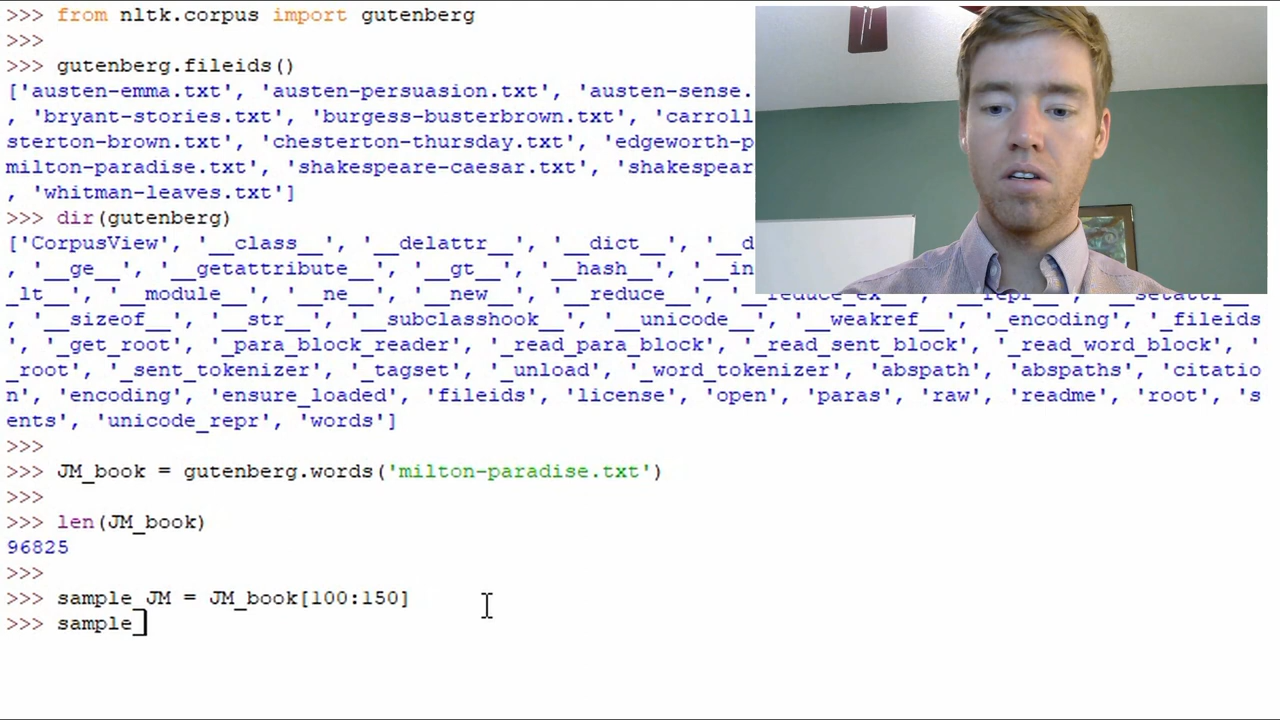 >>> from nltk.corpus import gutenberg
>>>
>>> gutenberg.fileids()
['austen-emma.txt', 'austen-persuasion.txt', 'austen-sense.
, 'bryant-stories.txt', 'burgess-busterbrown.txt', 'carroll
sterton-brown.txt', 'chesterton-thursday.txt', 'edgeworth-p
milton-paradise.txt', 'shakespeare-caesar.txt', 'shakespear
, 'whitman-leaves.txt']
>>> dir(gutenberg)
['CorpusView', '__class__', '__delattr__', '__dict__', '__d
, '__ge__', '__getattribute__', '__gt__', '__hash__', '__in
_lt__', '__module__', '__ne__', '__new__', '__reduce__', '__reduce_ex__', '__repr__', '__setattr__'
, '__sizeof__', '__str__', '__subclasshook__', '__unicode__', '__weakref__', '_encoding', '_fileids
', '_get_root', '_para_block_reader', '_read_para_block', '_read_sent_block', '_read_word_block', '
_root', '_sent_tokenizer', '_tagset', '_unload', '_word_tokenizer', 'abspath', 'abspaths', 'citatio
n', 'encoding', 'ensure_loaded', 'fileids', 'license', 'open', 'paras', 'raw', 'readme', 'root', 's
ents', 'unicode_repr', 'words']
>>>
>>> JM_book = gutenberg.words('milton-paradise.txt')
>>>
>>> len(JM_book)
96825
>>>
>>> sample_JM = JM_book[100:150]
>>> sample_